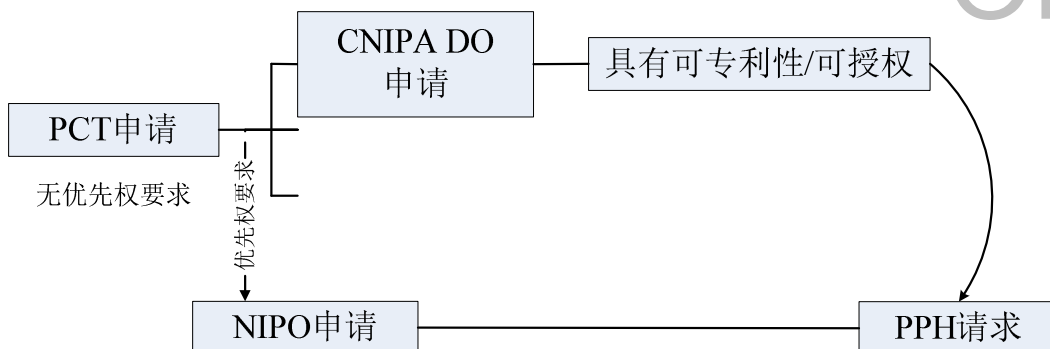 CNIPA DO
申请
具有可专利性/可授权
PCT申请
无优先权要求
优先权要求
NIPO申请
PPH请求